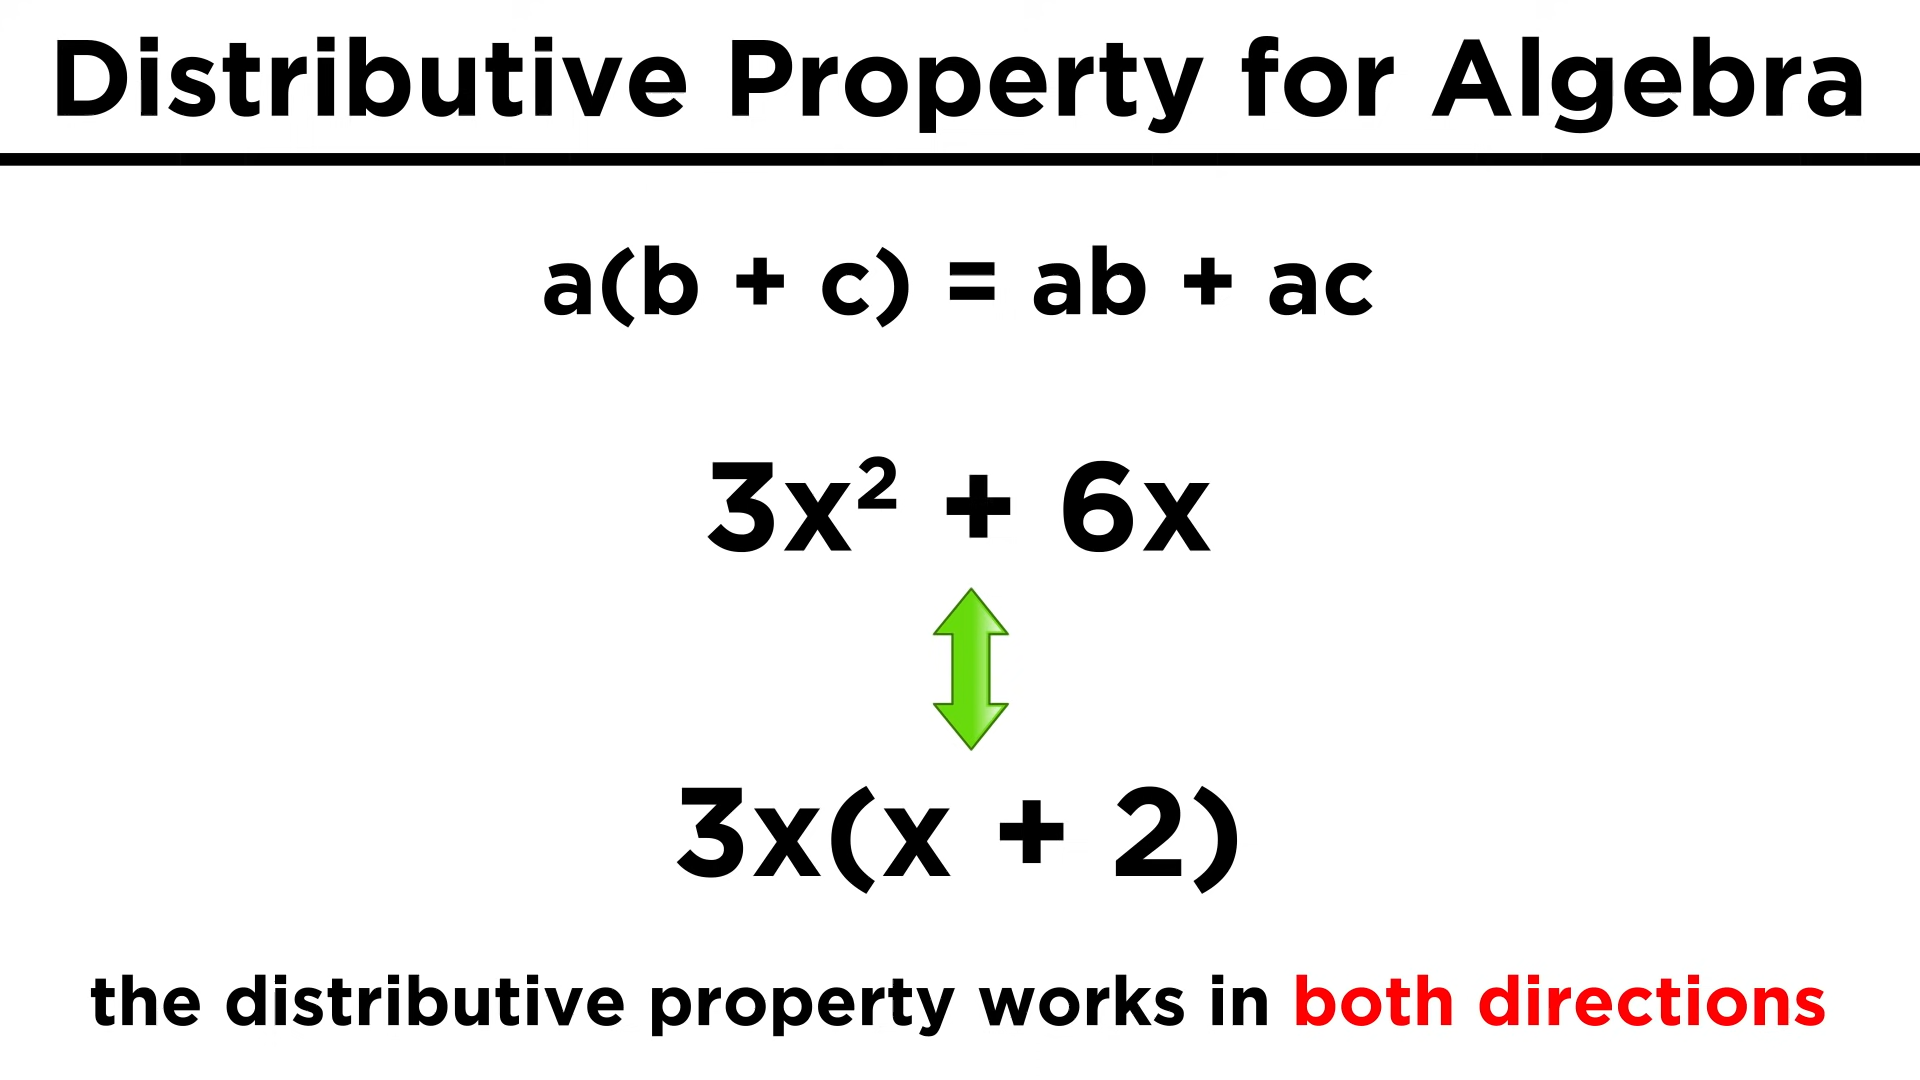 Distributive Property for Algebra
a(b + c) = ab + ac
3x² + 6x
3x(x + 2)
the distributive property works in both directions